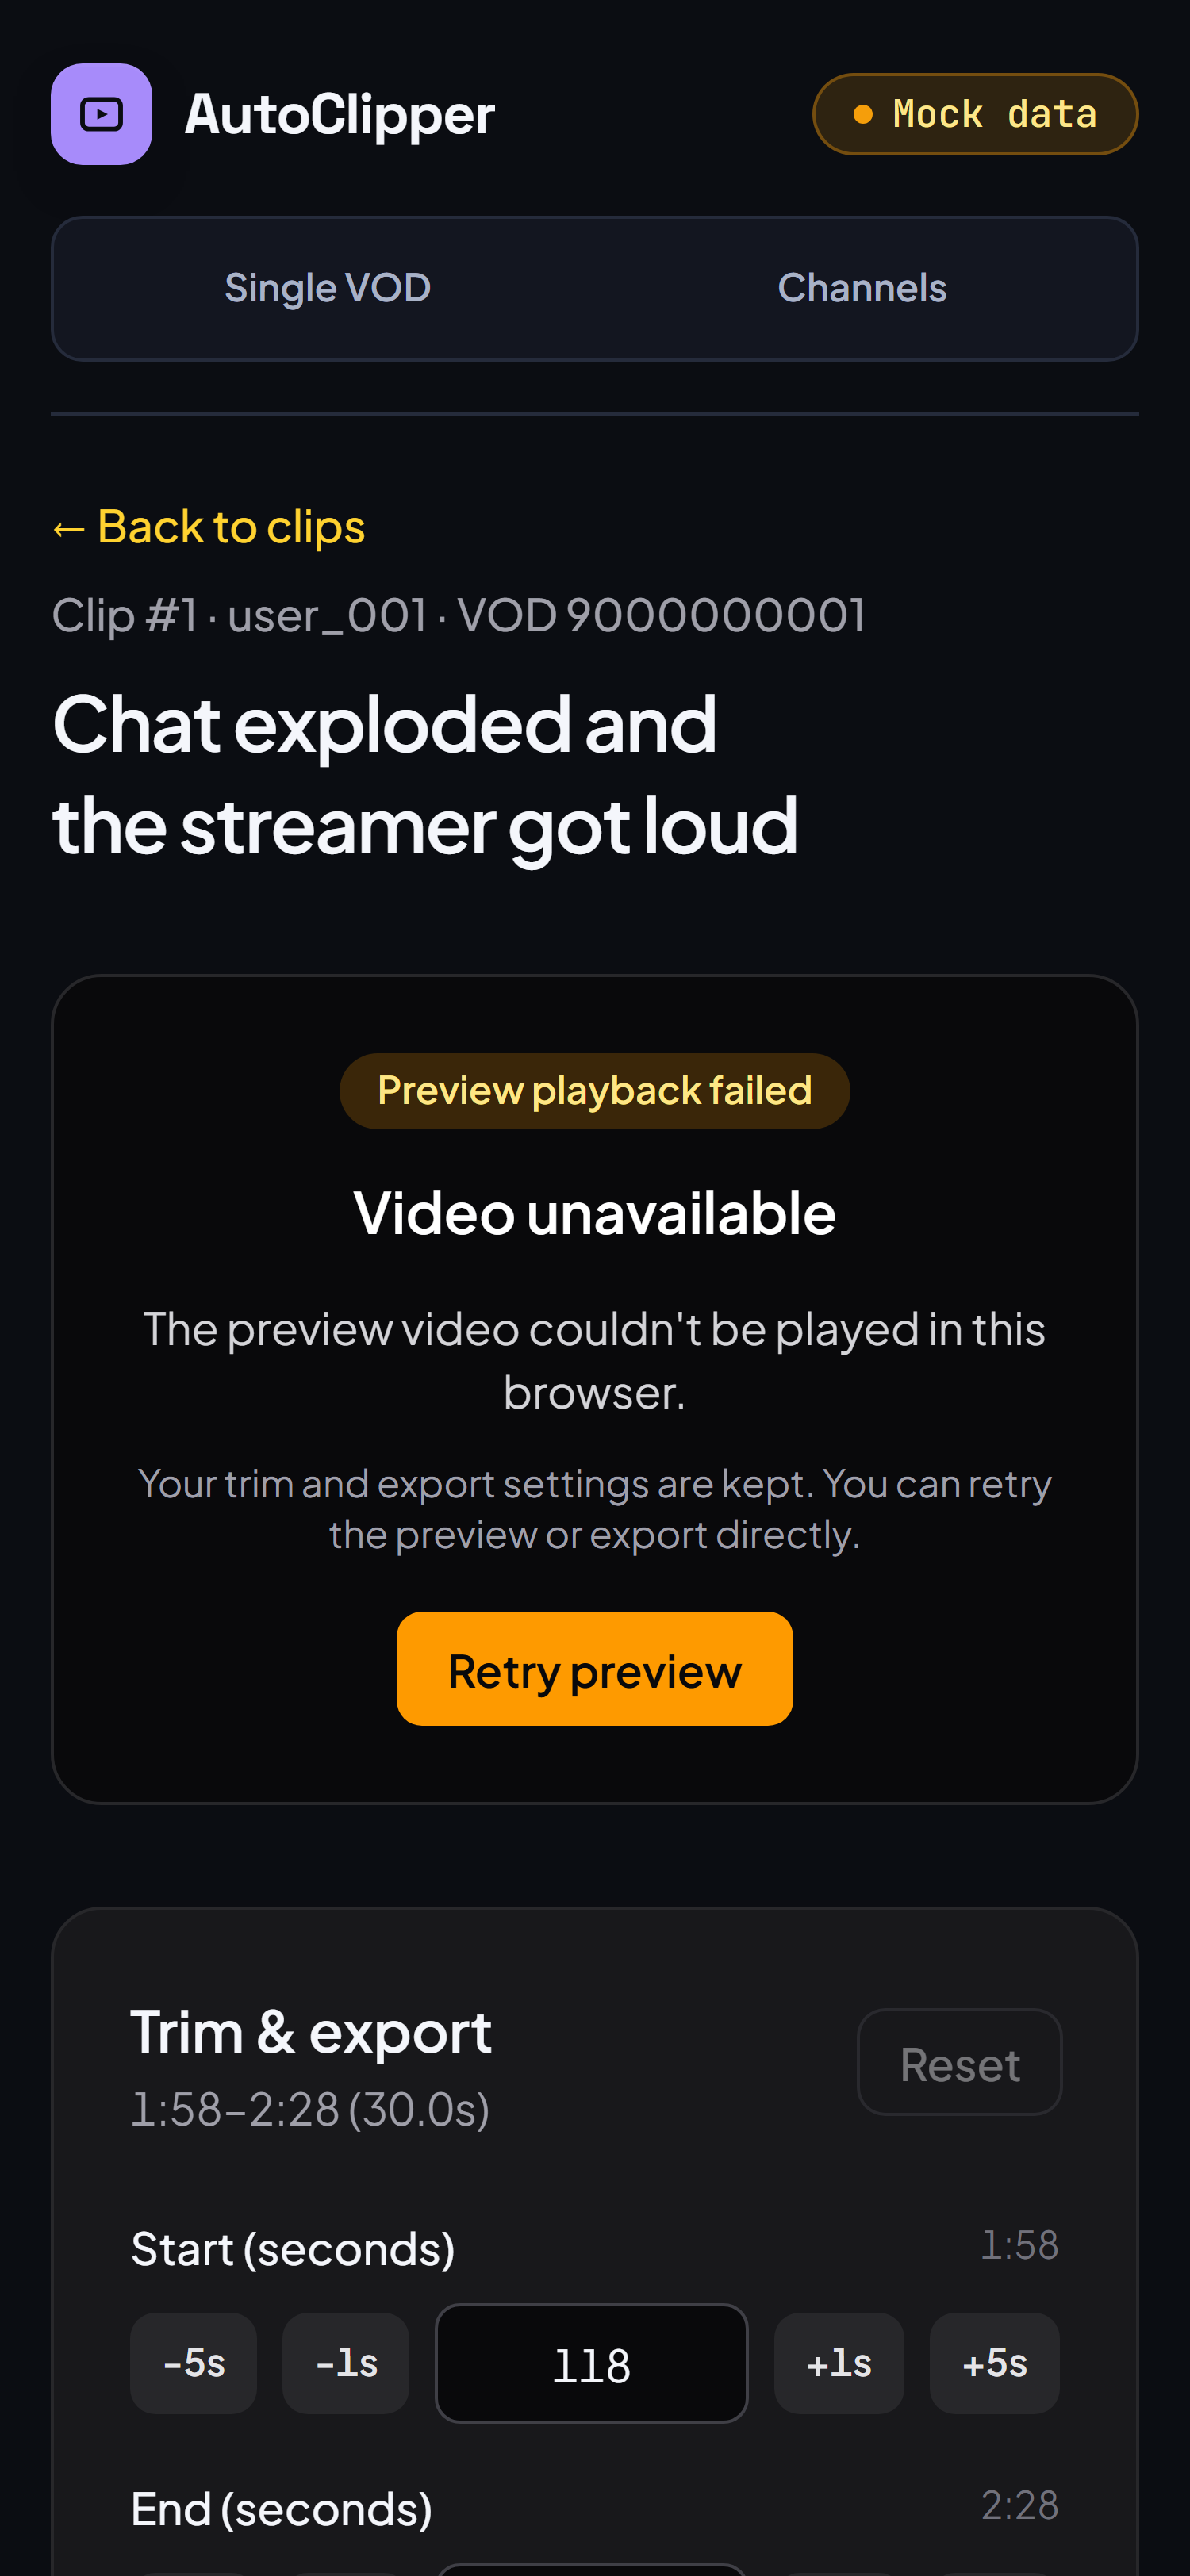 AutoClipper
Mock data
Single VOD
Channels
← Back to clips
Clip #1 · user_001 · VOD 9000000001
Chat exploded and
the streamer got loud
Preview playback failed
Video unavailable
The preview video couldn't be played in this
browser.
Your trim and export settings are kept. You can retry
the preview or export directly.
Retry preview
Trim & export
Reset
1:58–2:28 (30.0s)
Start (seconds)
1:58
-5s
-1s
118
+1s
+5s
End (seconds)
2:28